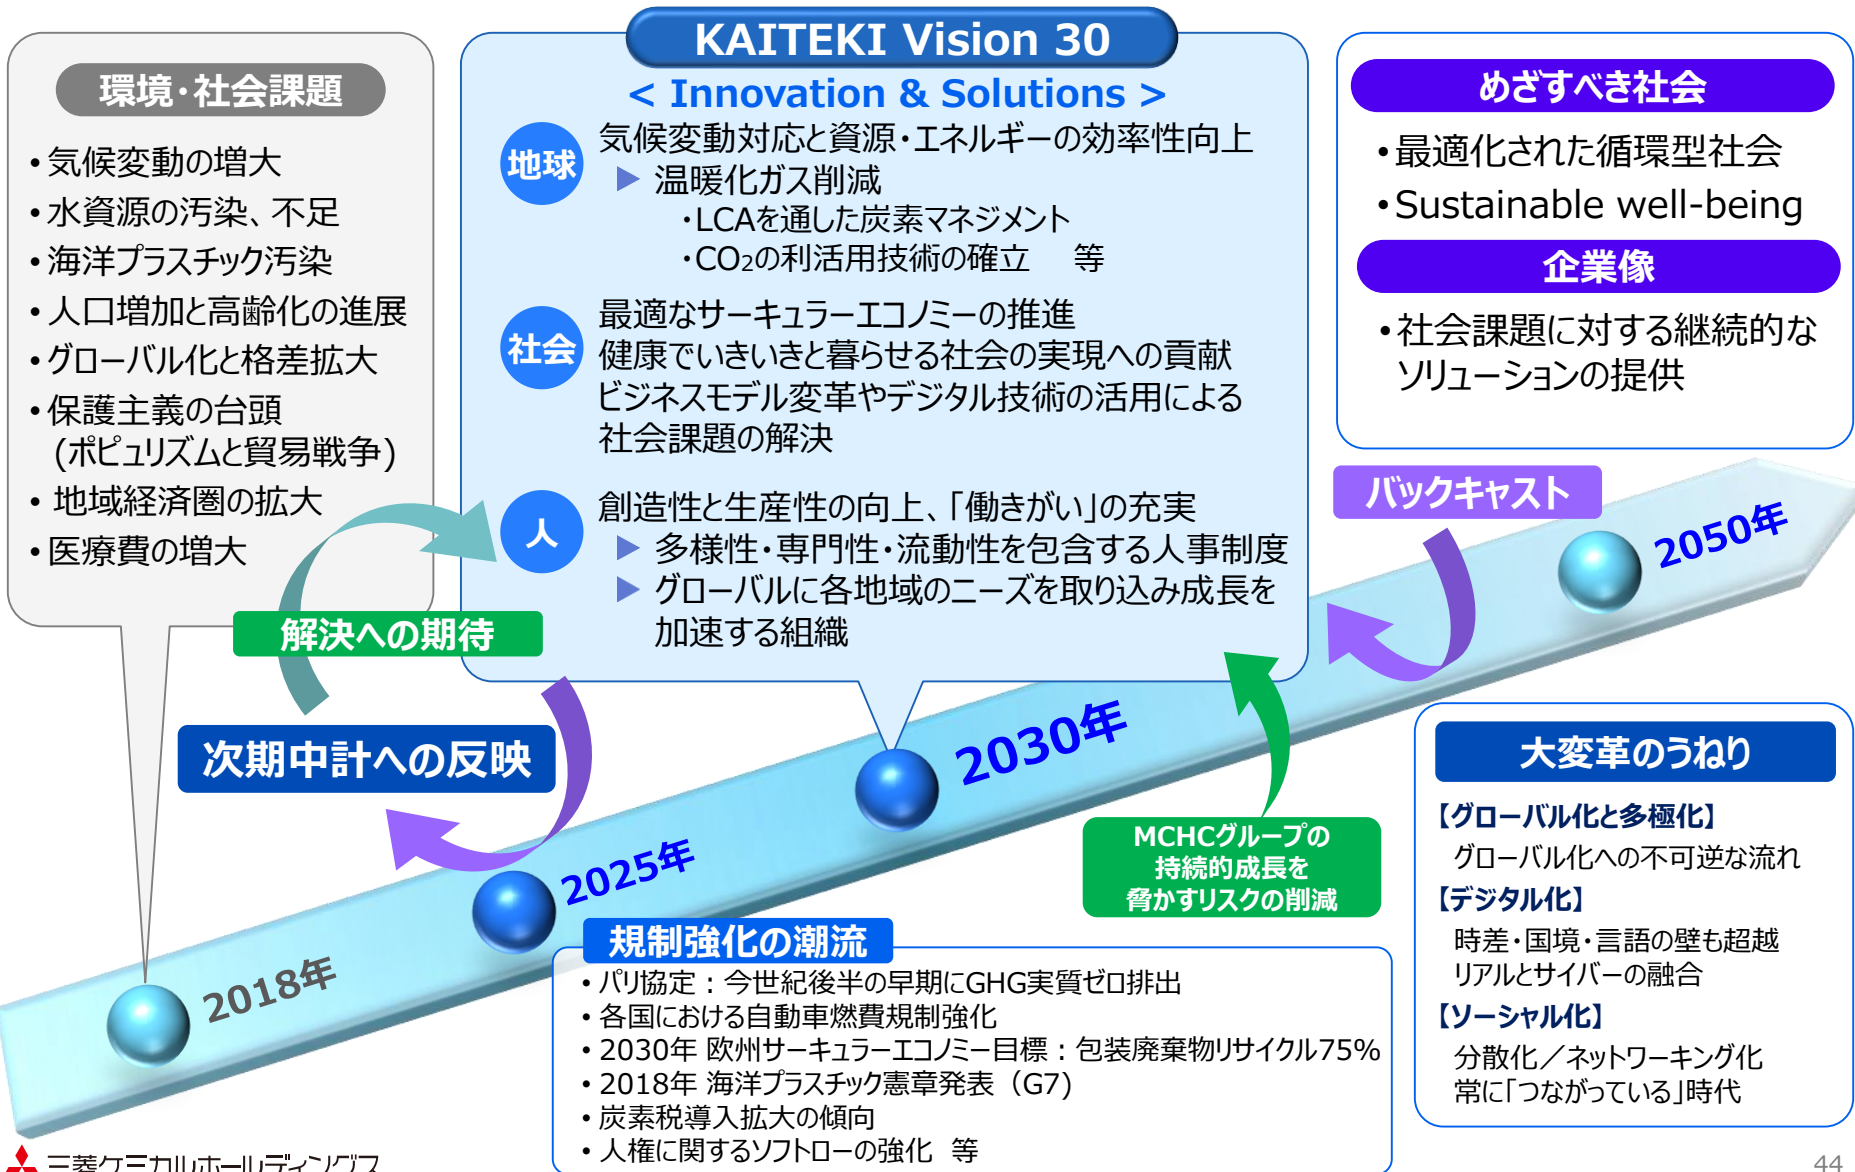 環境・社会課題
・気候変動の増大
・水資源の汚染、不足
・海洋プラスチック汚染
・人口増加と高齢化の進展
・グローバル化と格差拡大
・保護主義の台頭
(ポピュリズムと貿易戦争)
・地域経済圏の拡大
・医療費の増大
解決への期待
次期中計への反映
KAITEKI Vision 30
< Innovation & Solutions >
地球
気候変動対応と資源・エネルギーの効率性向上
▶ 温暖化ガス削減
・LCAを通した炭素マネジメント
・CO₂の利活用技術の確立 等
社会
最適なサーキュラーエコノミーの推進
健康でいきいきと暮らせる社会の実現への貢献
ビジネスモデル変革やデジタル技術の活用による
社会課題の解決
人
創造性と生産性の向上、「働きがい」の充実
▶ 多様性・専門性・流動性を包含する人事制度
▶ グローバルに各地域のニーズを取り込み成長を
加速する組織
めざすべき社会
・最適化された循環型社会
・Sustainable well-being
企業像
・社会課題に対する継続的な
ソリューションの提供
バックキャスト
2050年
2030年
2025年
2018年
MCHCグループの
持続的成長を
脅かすリスクの削減
規制強化の潮流
・パリ協定：今世紀後半の早期にGHG実質ゼロ排出
・各国における自動車燃費規制強化
・2030年 欧州サーキュラーエコノミー目標：包装廃棄物リサイクル75%
・2018年 海洋プラスチック憲章発表（G7)
・炭素税導入拡大の傾向
・人権に関するソフトローの強化 等
大変革のうねり
【グローバル化と多極化】
グローバル化への不可逆な流れ
【デジタル化】
時差・国境・言語の壁も超越
リアルとサイバーの融合
【ソーシャル化】
分散化／ネットワーキング化
常に「つながっている」時代
三菱ケミカルホールディングス
44